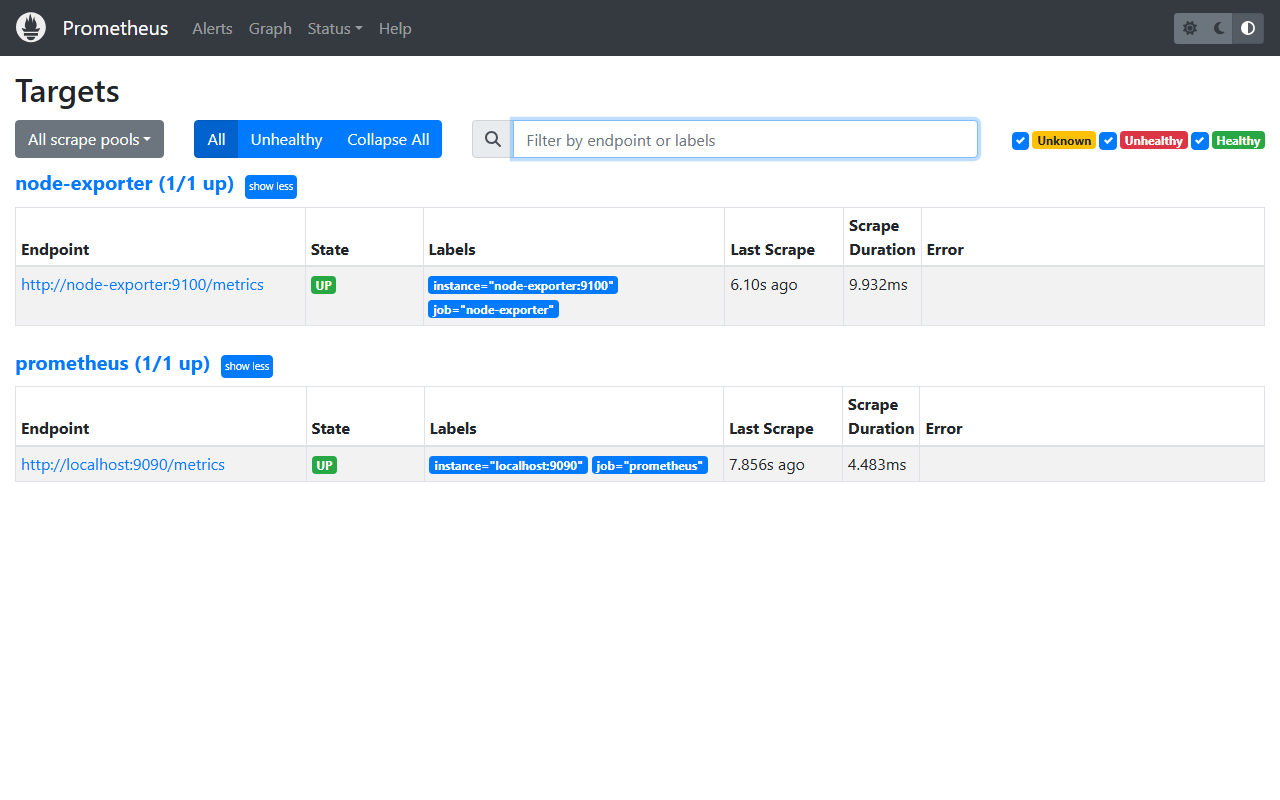 Prometheus Alerts Graph Status Help
Targets
All scrape pools All Unhealthy Collapse All Filter by endpoint or labels Unknown Unhealthy Healthy
node-exporter (1/1 up) show less
Endpoint State Labels Last Scrape Scrape Duration Error
http://node-exporter:9100/metrics UP instance="node-exporter:9100" 6.10s ago 9.932ms
job="node-exporter"
prometheus (1/1 up) show less
Endpoint State Labels Last Scrape Scrape Duration Error
http://localhost:9090/metrics UP instance="localhost:9090" job="prometheus" 7.856s ago 4.483ms